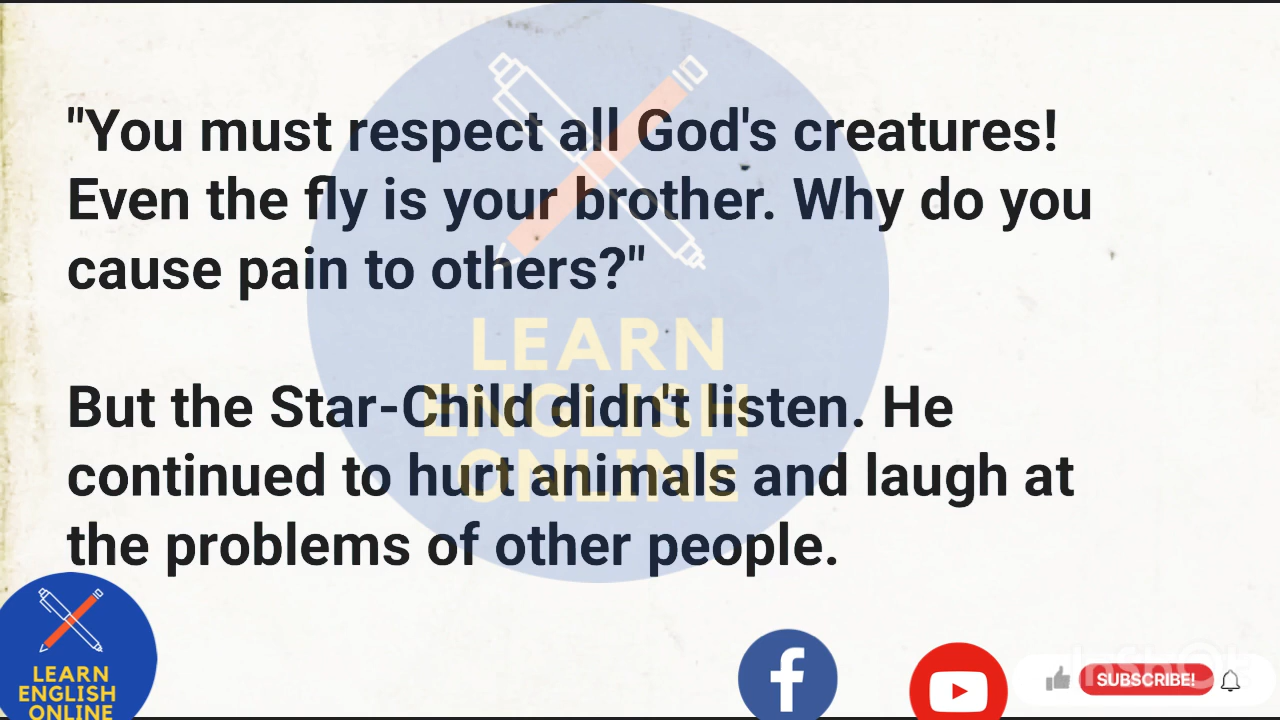 "You must respect all God's creatures!
Even the fly is your brother. Why do you
cause pain to others?"
LEARN
ENGLISH
ONLINE
But the Star-Child didn't listen. He
continued to hurt animals and laugh at
the problems of other people.
LEARN
ENGLISH
ONLINE
InShOt
SUBSCRIBE!